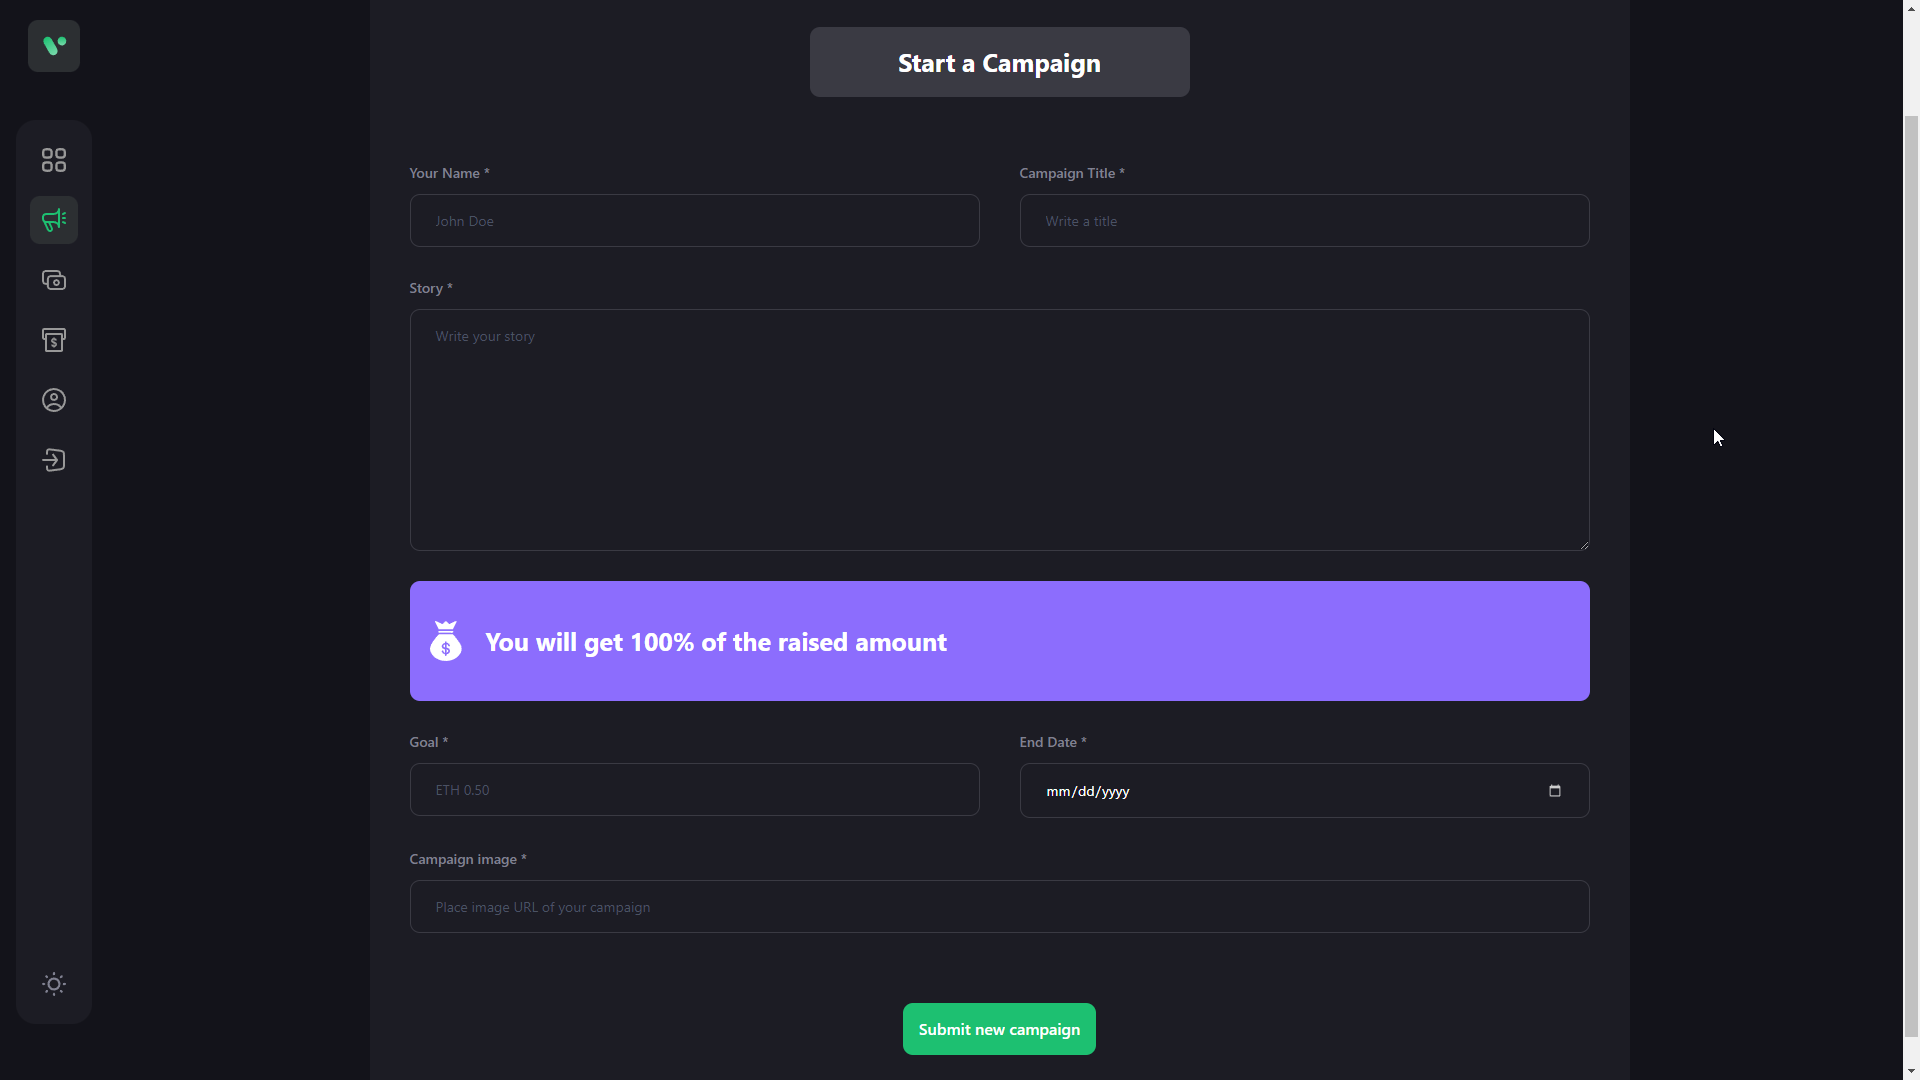 Start a Campaign
Your Name *
Campaign Title *
John Doe
Write a title
Story *
Write your story
$ You will get 100% of the raised amount
Goal *
End Date *
ETH 0.50
mm/dd/yyyy
Campaign image *
Place image URL of your campaign
Submit new campaign